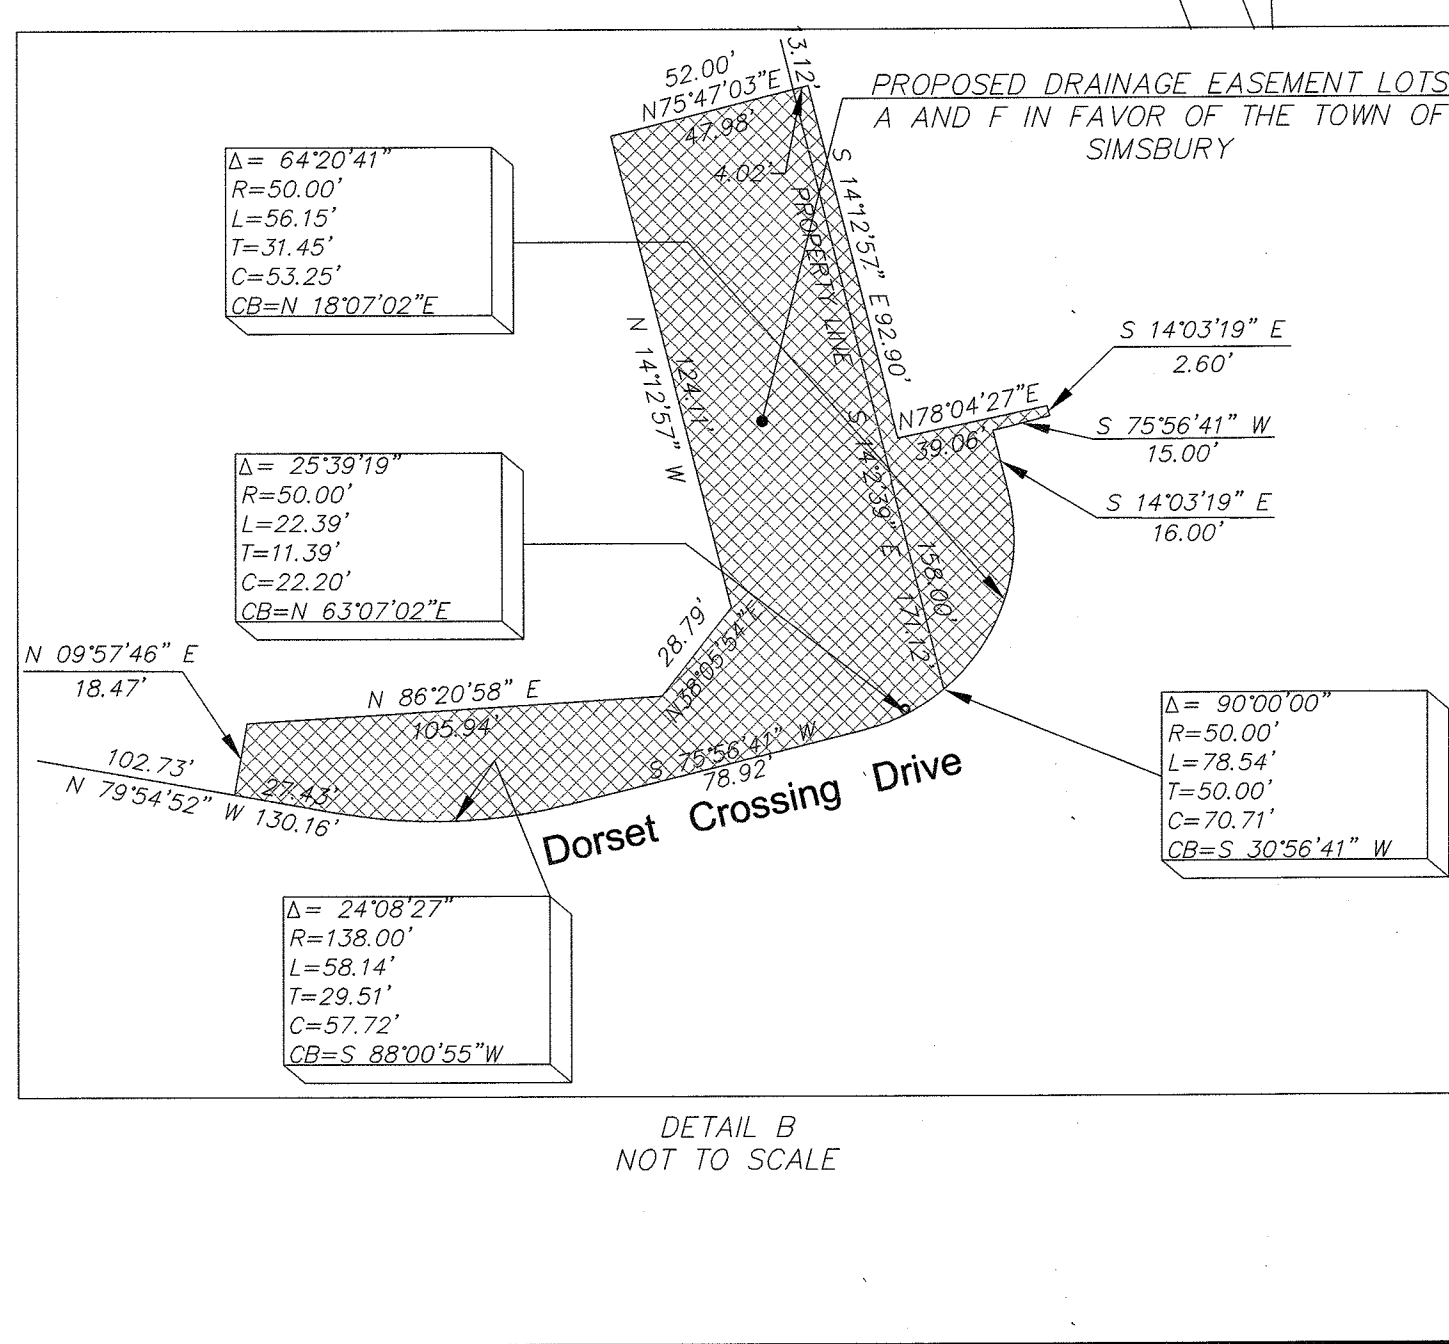 13.12'
52.00'
N75°47'03"E
47.98'
4.02'
PROPOSED DRAINAGE EASEMENT LOTS
A AND F IN FAVOR OF THE TOWN OF
SIMSBURY
Δ= 64°20'41"
R=50.00'
L=56.15'
T=31.45'
C=53.25'
CB=N 18°07'02"E
PROPERTY LINE
S 14°12'57" E 92.90'
N 14°12'57" W
124.11'
S 14°03'19" E
2.60'
N78°04'27"E
39.06'
S 75°56'41" W
15.00'
S 14°03'19" E
16.00'
S 14°2'39" E
158.00'
171.12'
Δ= 25°39'19"
R=50.00'
L=22.39'
T=11.39'
C=22.20'
CB=N 63°07'02"E
28.79'
N38°05'54"E
N 09°57'46" E
18.47'
N 86°20'58" E
105.94'
102.73'
N 79°54'52" W 130.16'
27.43'
S 75°56'41" W
78.92'
Dorset Crossing Drive
Δ= 90°00'00"
R=50.00'
L=78.54'
T=50.00'
C=70.71'
CB=S 30°56'41" W
Δ= 24°08'27"
R=138.00'
L=58.14'
T=29.51'
C=57.72'
CB=S 88°00'55"W
DETAIL B
NOT TO SCALE